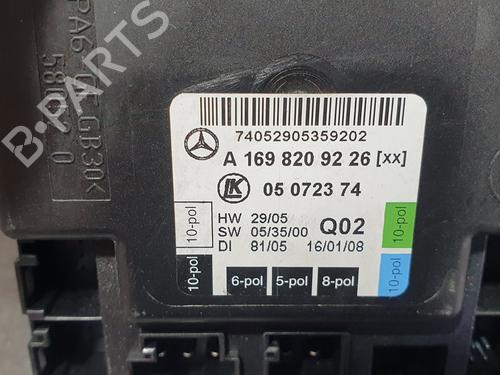 B-PARTS
74052905359202
A 169 820 92 26 [xx]
LK
05 0723 74
HW 29/05
SW 05/35/00
DI 81/05 16/01/08
Q02
10-pol
10-pol
10-pol
10-pol
6-pol 5-pol 8-pol